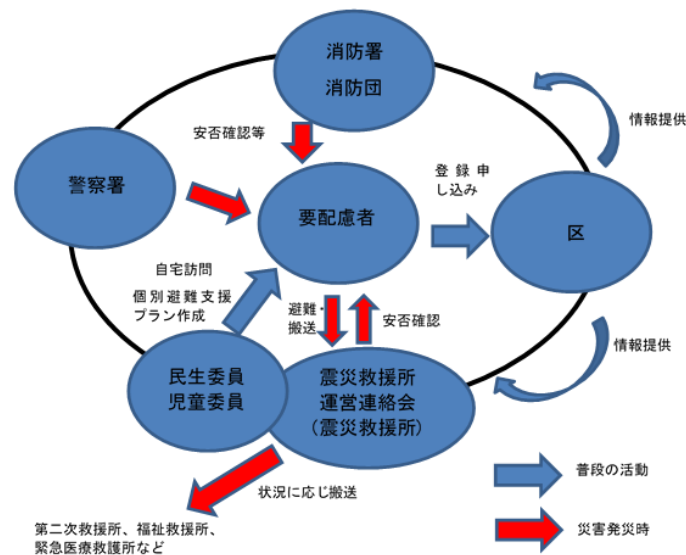 消防署
消防団
情報提供
安否確認等
登録申
し込み
警察署
要配慮者
区
自宅訪問
個別避難支援
プラン作成
避難・
搬送
安否確認
情報提供
民生委員
児童委員
震災救援所
運営連絡会
(震災救援所)
普段の活動
状況に応じ搬送
第二次救援所、福祉救援所、
緊急医療救護所など
災害発災時